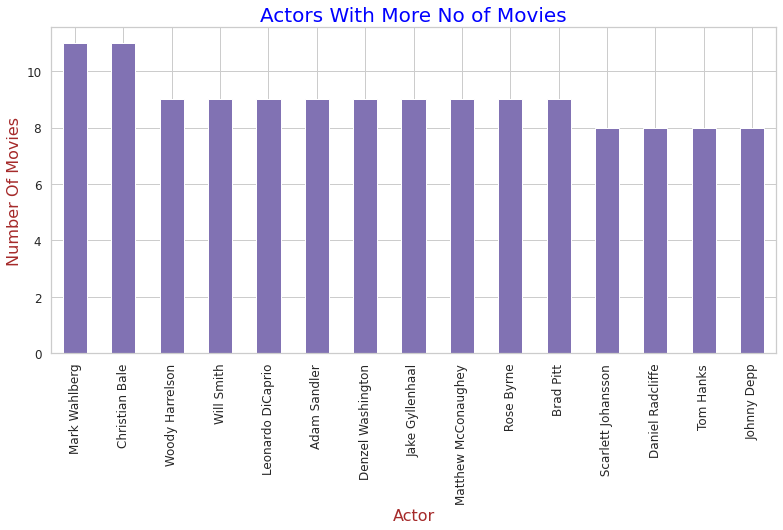 Actors With More No of Movies
Number Of Movies
10
8
6
4
2
0
Mark Wahlberg
Christian Bale
Woody Harrelson
Will Smith
Leonardo DiCaprio
Adam Sandler
Denzel Washington
Jake Gyllenhaal
Matthew McConaughey
Rose Byrne
Brad Pitt
Scarlett Johansson
Daniel Radcliffe
Tom Hanks
Johnny Depp
Actor